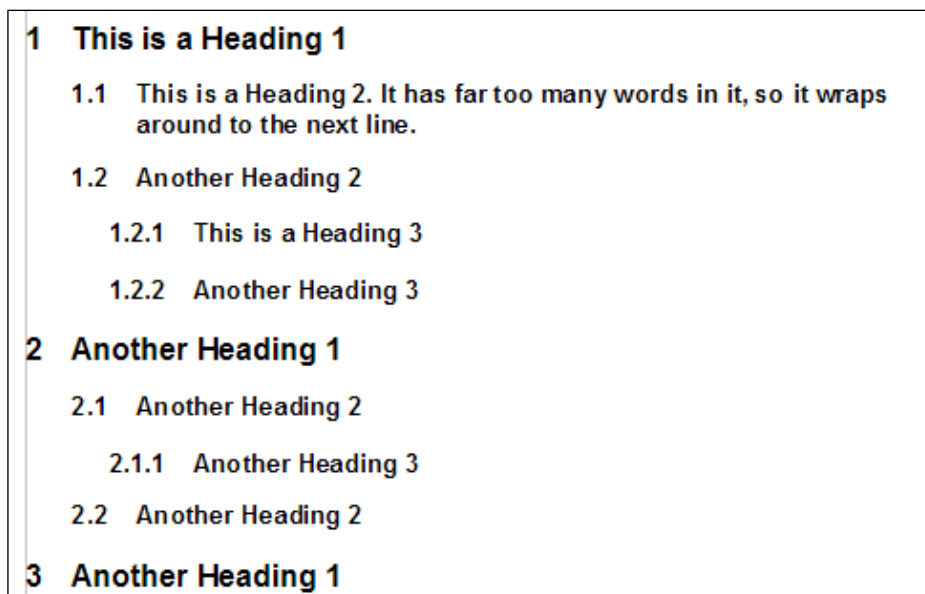 1 This is a Heading 1
1.1 This is a Heading 2. It has far too many words in it, so it wraps
around to the next line.
1.2 Another Heading 2
1.2.1 This is a Heading 3
1.2.2 Another Heading 3
2 Another Heading 1
2.1 Another Heading 2
2.1.1 Another Heading 3
2.2 Another Heading 2
3 Another Heading 1